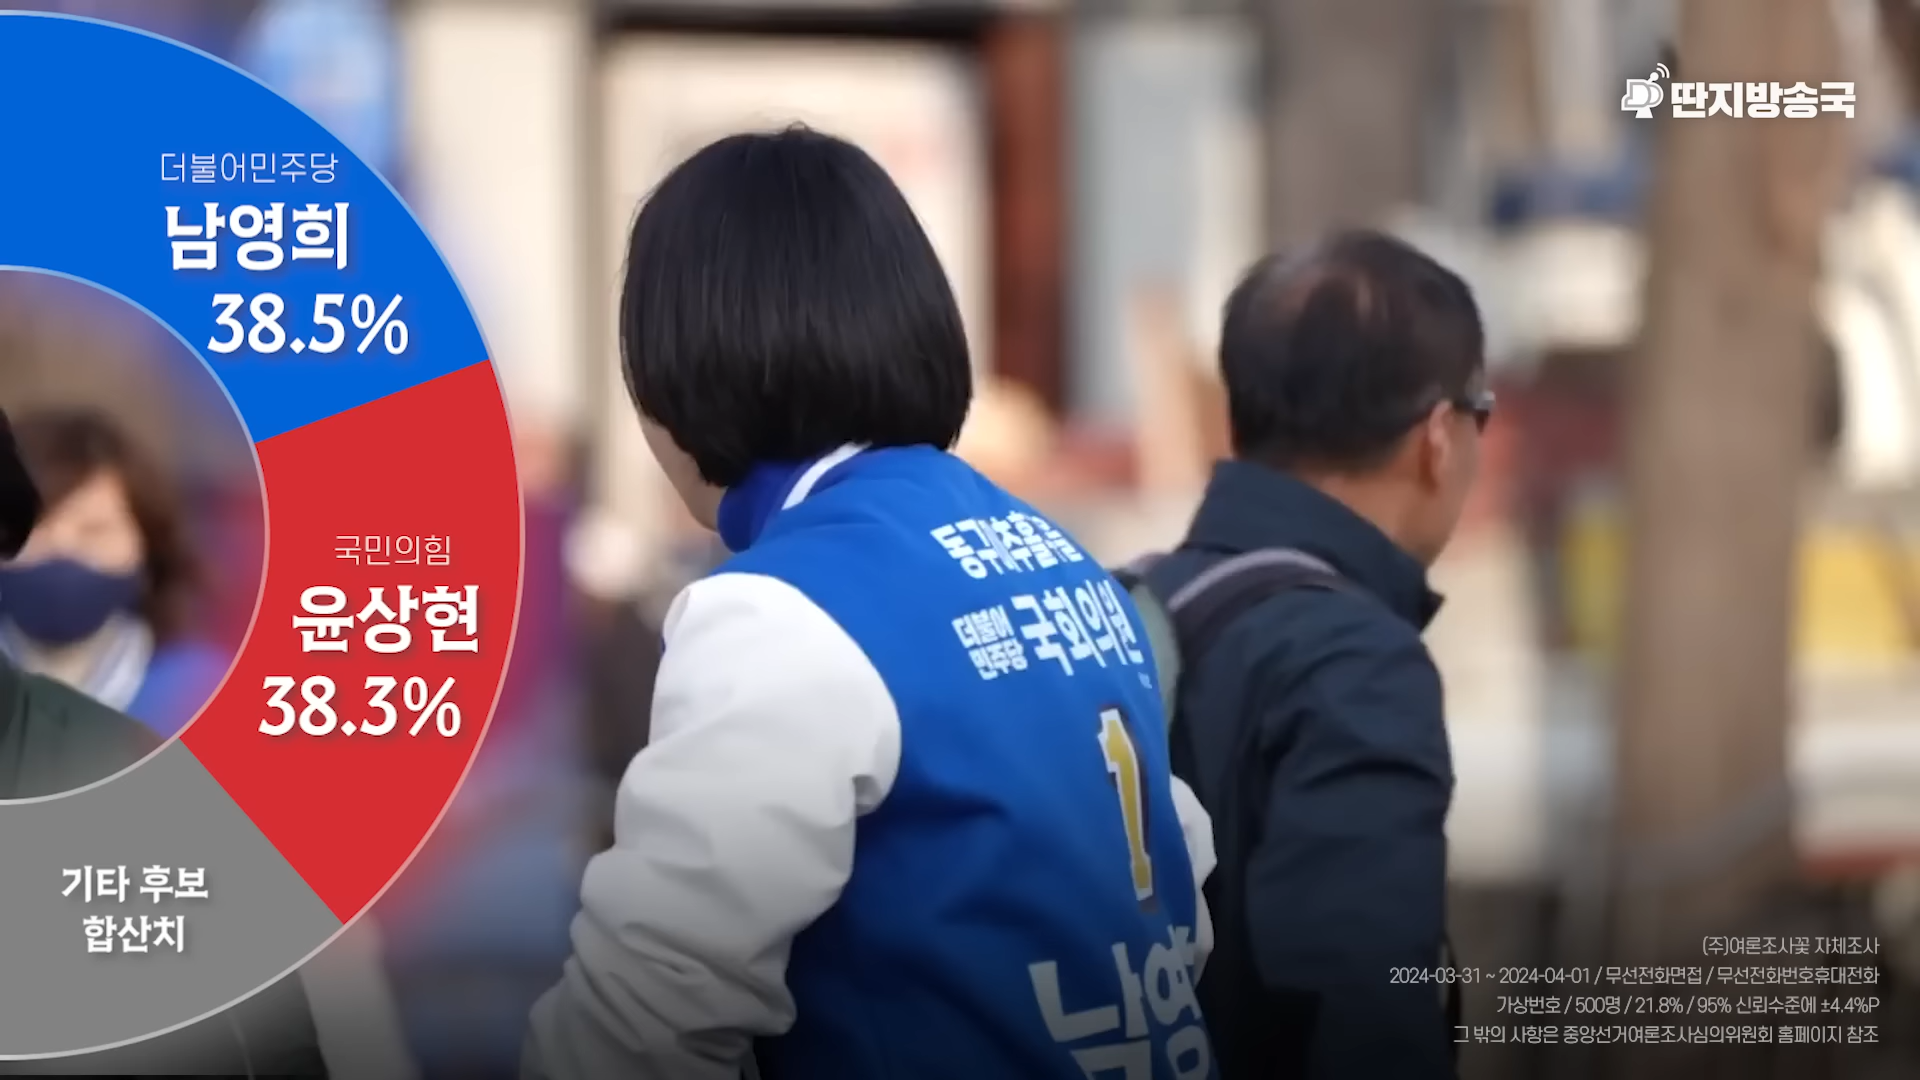 딴지방송국
더불어민주당
남영희
38.5%
국민의힘
윤상현
38.3%
기타 후보
합산치
동구미추홀구을
더불어
민주당 국회의원
1
남영
(주)여론조사꽃 자체조사
2024-03-31 ~ 2024-04-01 / 무선전화면접 / 무선전화번호휴대전화
가상번호 / 500명 / 21.8% / 95% 신뢰수준에 ±4.4%P
그 밖의 사항은 중앙선거여론조사심의위원회 홈페이지 참조